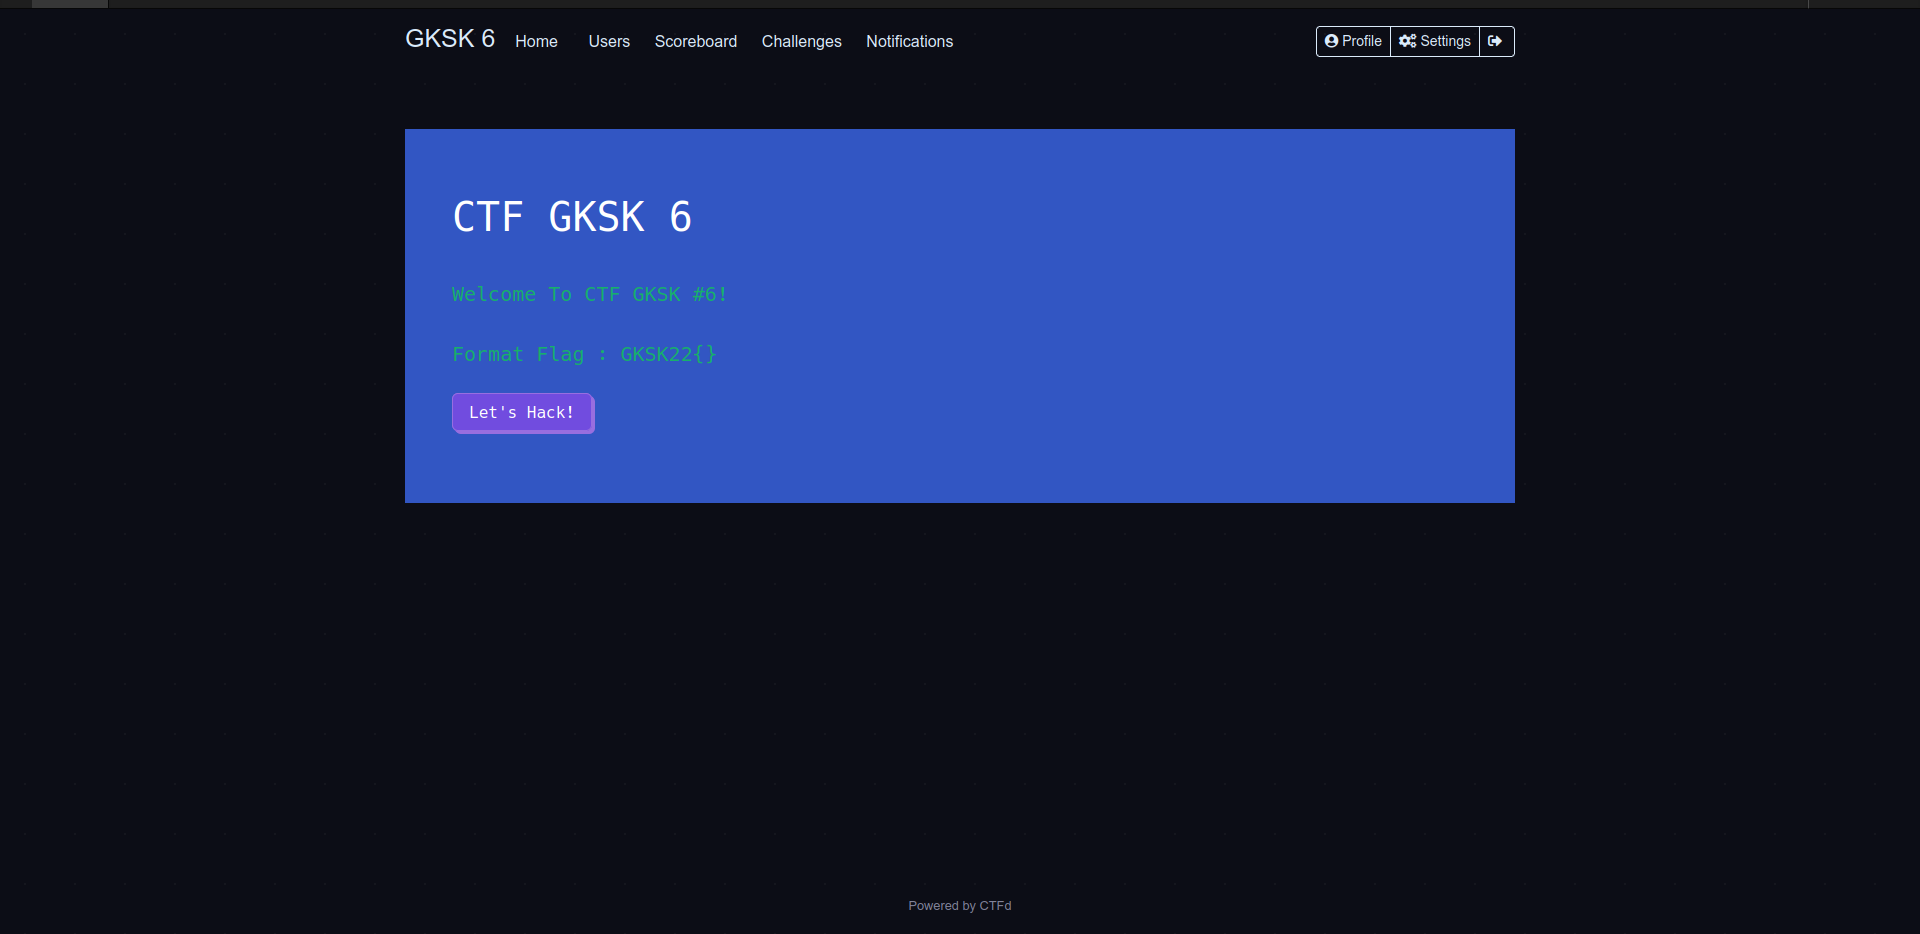 GKSK 6 Home Users Scoreboard Challenges Notifications Profile Settings
CTF GKSK 6
Welcome To CTF GKSK #6!
Format Flag : GKSK22{}
Let's Hack!
Powered by CTFd